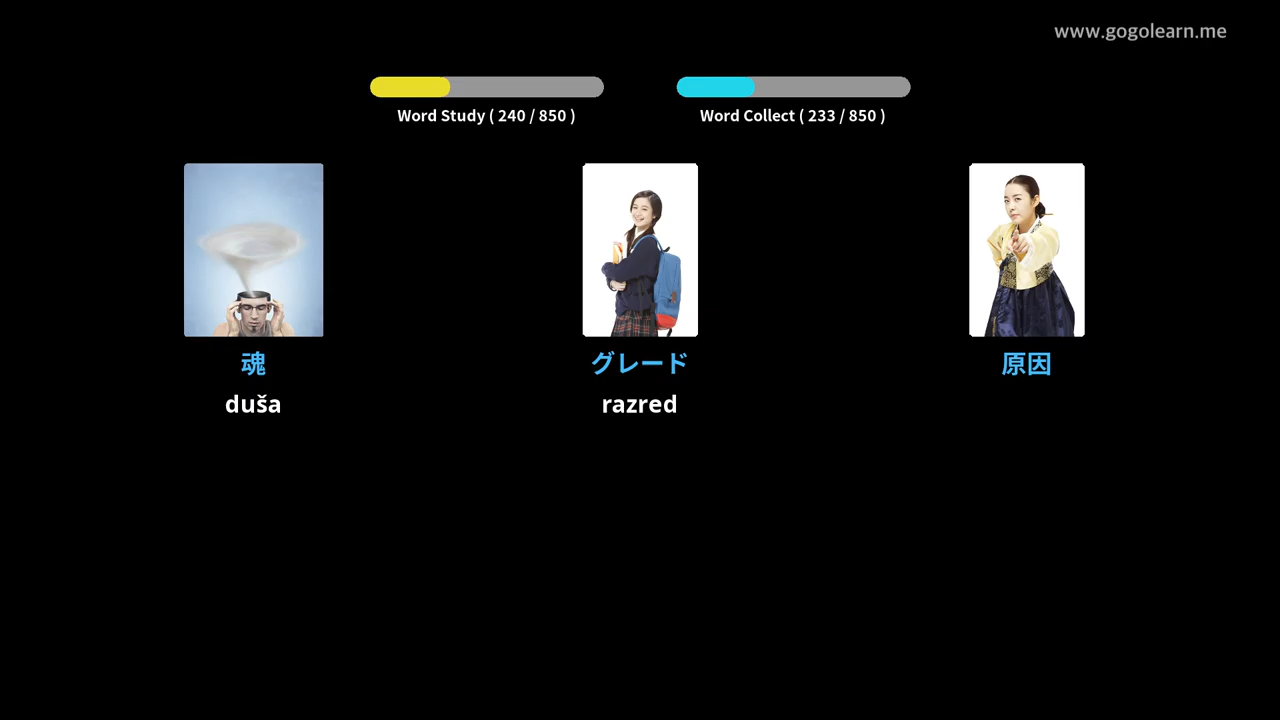 www.gogolearn.me
Word Study ( 240 / 850 )
Word Collect ( 233 / 850 )
魂
グレード
原因
duša
razred